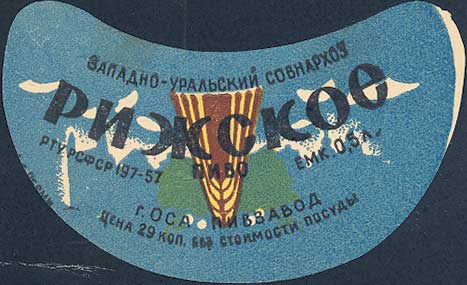 ЗАПАДНО-УРАЛЬСКИЙ СОВНАРХОЗ
РИЖСКОЕ
РТУ РСФСР 197-57
ПИВО
ЕМК. 0,5 л.
Г. ОСА. ПИВЗАВОД
ЦЕНА 29 КОП. БЕЗ СТОИМОСТИ ПОСУДЫ